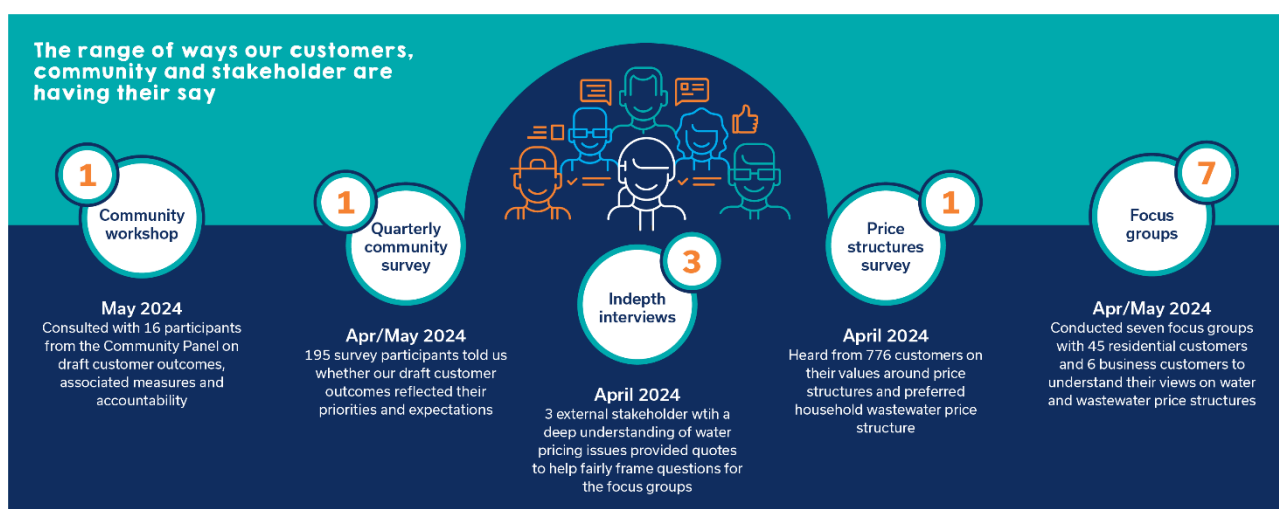 The range of ways our customers,
community and stakeholder are
having their say
1
Community
workshop
May 2024
Consulted with 16 participants
from the Community Panel on
draft customer outcomes,
associated measures and
accountability
1
Quarterly
community
survey
Apr/May 2024
195 survey participants told us
whether our draft customer
outcomes reflected their
priorities and expectations
3
Indepth
interviews
April 2024
3 external stakeholder wtih a
deep understanding of water
pricing issues provided quotes
to help fairly frame questions for
the focus groups
1
Price
structures
survey
April 2024
Heard from 776 customers on
their values around price
structures and preferred
household wastewater price
structure
7
Focus
groups
Apr/May 2024
Conducted seven focus groups
with 45 residential customers
and 6 business customers to
understand their views on water
and wastewater price structures